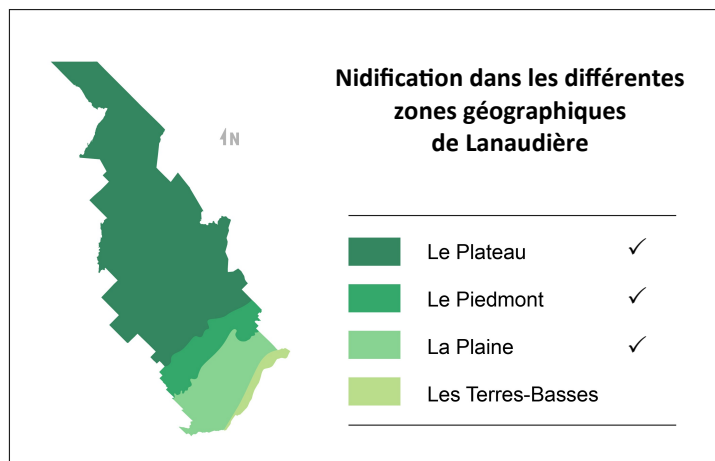 Nidification dans les différentes
zones géographiques
de Lanaudière
N
Le Plateau ✓
Le Piedmont ✓
La Plaine ✓
Les Terres-Basses